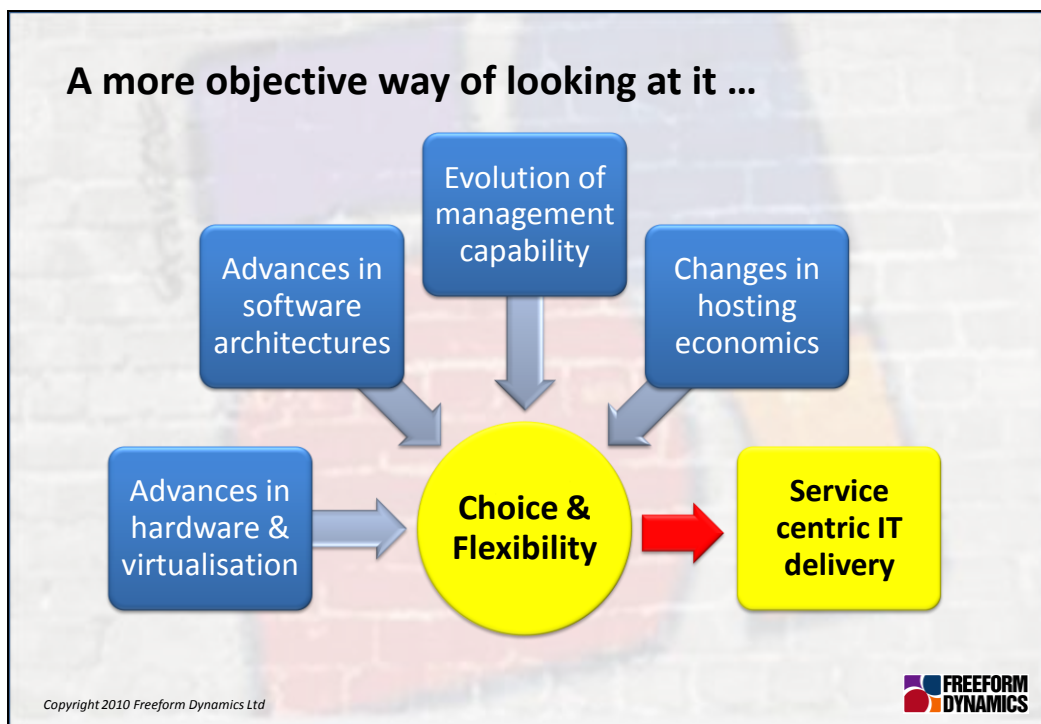 A more objective way of looking at it …
Evolution of
management
capability
Advances in
software
architectures
Changes in
hosting
economics
Advances in
hardware &
virtualisation
Choice &
Flexibility
Service
centric IT
delivery
Copyright 2010 Freeform Dynamics Ltd
FREEFORM
DYNAMICS